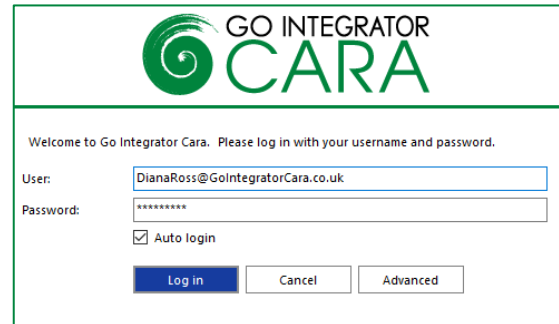 GO INTEGRATOR
CARA
Welcome to Go Integrator Cara. Please log in with your username and password.
User: DianaRoss@GoIntegratorCara.co.uk
Password: *********
Auto login
Log in Cancel Advanced